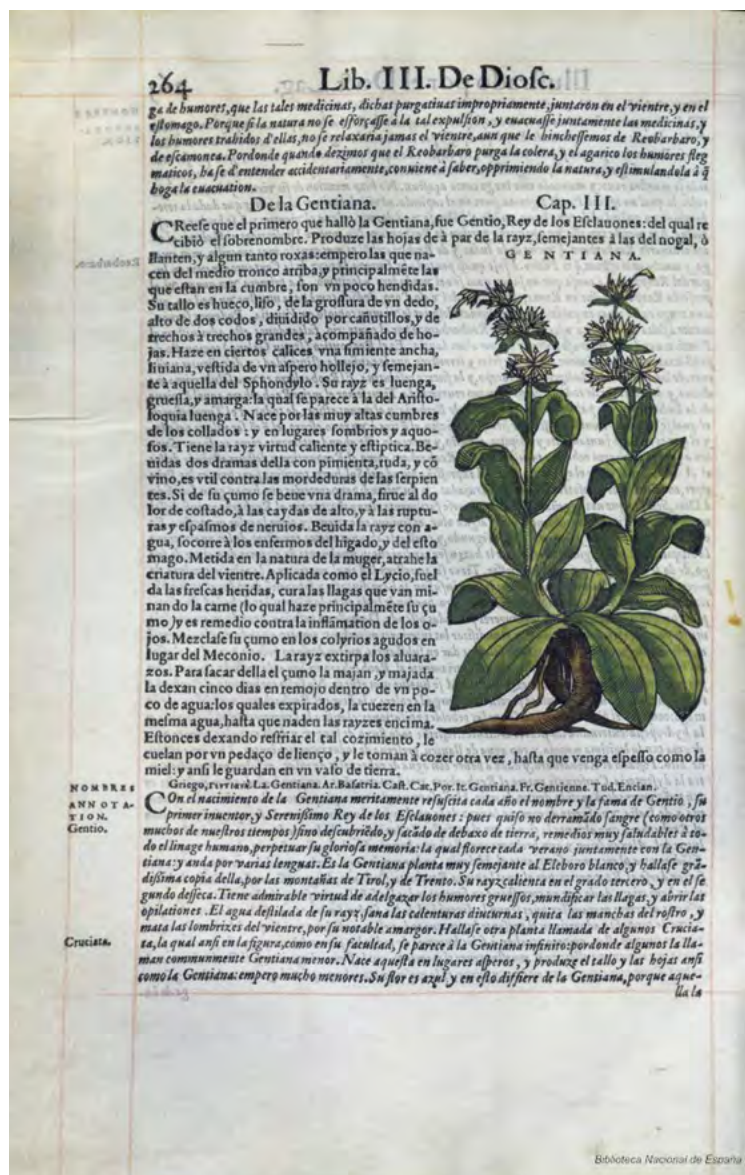 264 Lib. III. De Diosc.
ga de humores, que las tales medicinas, dichas purgatiuas impropriamente, juntaron en el vientre, y en el
estomago. Porque si la natura no se esforçasse à la tal expulsion, y euacuasse juntamente las medicinas, y
los humores trahidos d'ellas, no se relaxaria jamas el vientre, aun que le hinchessemos de Reobarbaro, y
de escamonea. Pordonde quando dezimos que el Reobarbaro purga la colera, y el agarico los humores fleg
maticos, ha se d'entender accidentariamente, conuiene à saber, opprimiendo la natura, y estimulandola à q̃
haga la euacuation.
De la Gentiana. Cap. III.
CReese que el primero que hallò la Gentiana, fue Gentio, Rey de los Esclauones: del qual re
cibiò el sobrenombre. Produze las hojas de à par de la rayz, semejantes à las del nogal, ò
llanten, y algun tanto roxas: empero las que na-
GENTIANA.
cen del medio tronco arriba, y principalmẽte las
que estan en la cumbre, son vn poco hendidas.
Su tallo es hueco, liso, de la grossura de vn dedo,
alto de dos codos, diuidido por cañutillos, y de
trechos à trechos grandes, acompañado de ho-
jas. Haze en ciertos calices vna simiente ancha,
liuiana, vestida de vn aspero hollejo, y semejan-
te à aquella del Sphondylo. Su rayz es luenga,
gruessa, y amarga: la qual se parece à la del Aristo-
loquia luenga. Nace por las muy altas cumbres
de los collados: y en lugares sombrios y aquo-
sos. Tiene la rayz virtud caliente y estiptica. Be-
uidas dos dramas della con pimienta, ruda, y cõ
vino, es vtil contra las mordeduras de las serpien
tes. Si de su çumo se beue vna drama, sirue al do
lor de costado, à las caydas de alto, y à las ruptu-
ras y espasmos de neruios. Beuida la rayz con a-
gua, socorre à los enfermos del higado, y del esto
mago. Metida en la natura de la muger, atrahe la
criatura del vientre. Aplicada como el Lycio, suel
da las frescas heridas, cura las llagas que van mi-
nan do la carne (lo qual haze principalmẽte su çu
mo) y es remedio contra la inflãmation de los o-
jos. Mezclase su çumo en los colyrios agudos en
lugar del Meconio. La rayz extirpa los aluara-
zos. Para sacar della el çumo la majan, y majada
la dexan cinco dias en remojo dentro de vn po-
co de agua: los quales expirados, la cuezen en la
mesma agua, hasta que naden las rayzes encima.
Estonces dexando resfriar el tal cozimiento, le
cuelan por vn pedaço de lienço, y le toman à cozer otra vez, hasta que venga espesso como la
miel: y ansi le guardan en vn vaso de tierra.
NOMBRES
Griego, Γεντιανὴ. La. Gentiana. Ar. Basatria. Cast. Cat. Por. It. Gentiana. Fr. Gentienne. Tud. Encian.
ANNOTA-
TION.
Gentio.
COn el nacimiento de la Gentiana meritamente resuscita cada año el nombre y la fama de Gentio, su
primer inuentor, y Serenissimo Rey de los Esclauones: pues quiso no derramãdo sangre (como otros
muchos de nuestros tiempos) sino descubriẽdo, y sacãdo de debaxo de tierra, remedios muy saludables à to-
do el linage humano, perpetuar su gloriosa memoria: la qual florece cada verano juntamente con la Gen-
tiana: y anda por varias lenguas. Es la Gentiana planta muy semejante al Eleboro blanco, y hallase grã-
dissima copia della, por las montañas de Tirol, y de Trento. Su rayz calienta en el grado tercero, y en el se
gundo desseca. Tiene admirable virtud de adelgazar los humores gruessos, mundificar las llagas, y abrir las
opilationes. El agua destilada de su rayz, sana las calenturas diuturnas, quita las manchas del rostro, y
mata las lombrizes del vientre, por su notable amargor. Hallase otra planta llamada de algunos Crucia-
Cruciata.
ta, la qual ansi en la figura, como en su facultad, se parece à la Gentiana infinito: pordonde algunos la lla-
man communmente Gentiana menor. Nace aquesta en lugares asperos, y produze el tallo y las hojas ansi
como la Gentiana: empero mucho menores. Su flor es azul y en esto differe de la Gentiana, porque aque-
lla la
Biblioteca Nacional de España